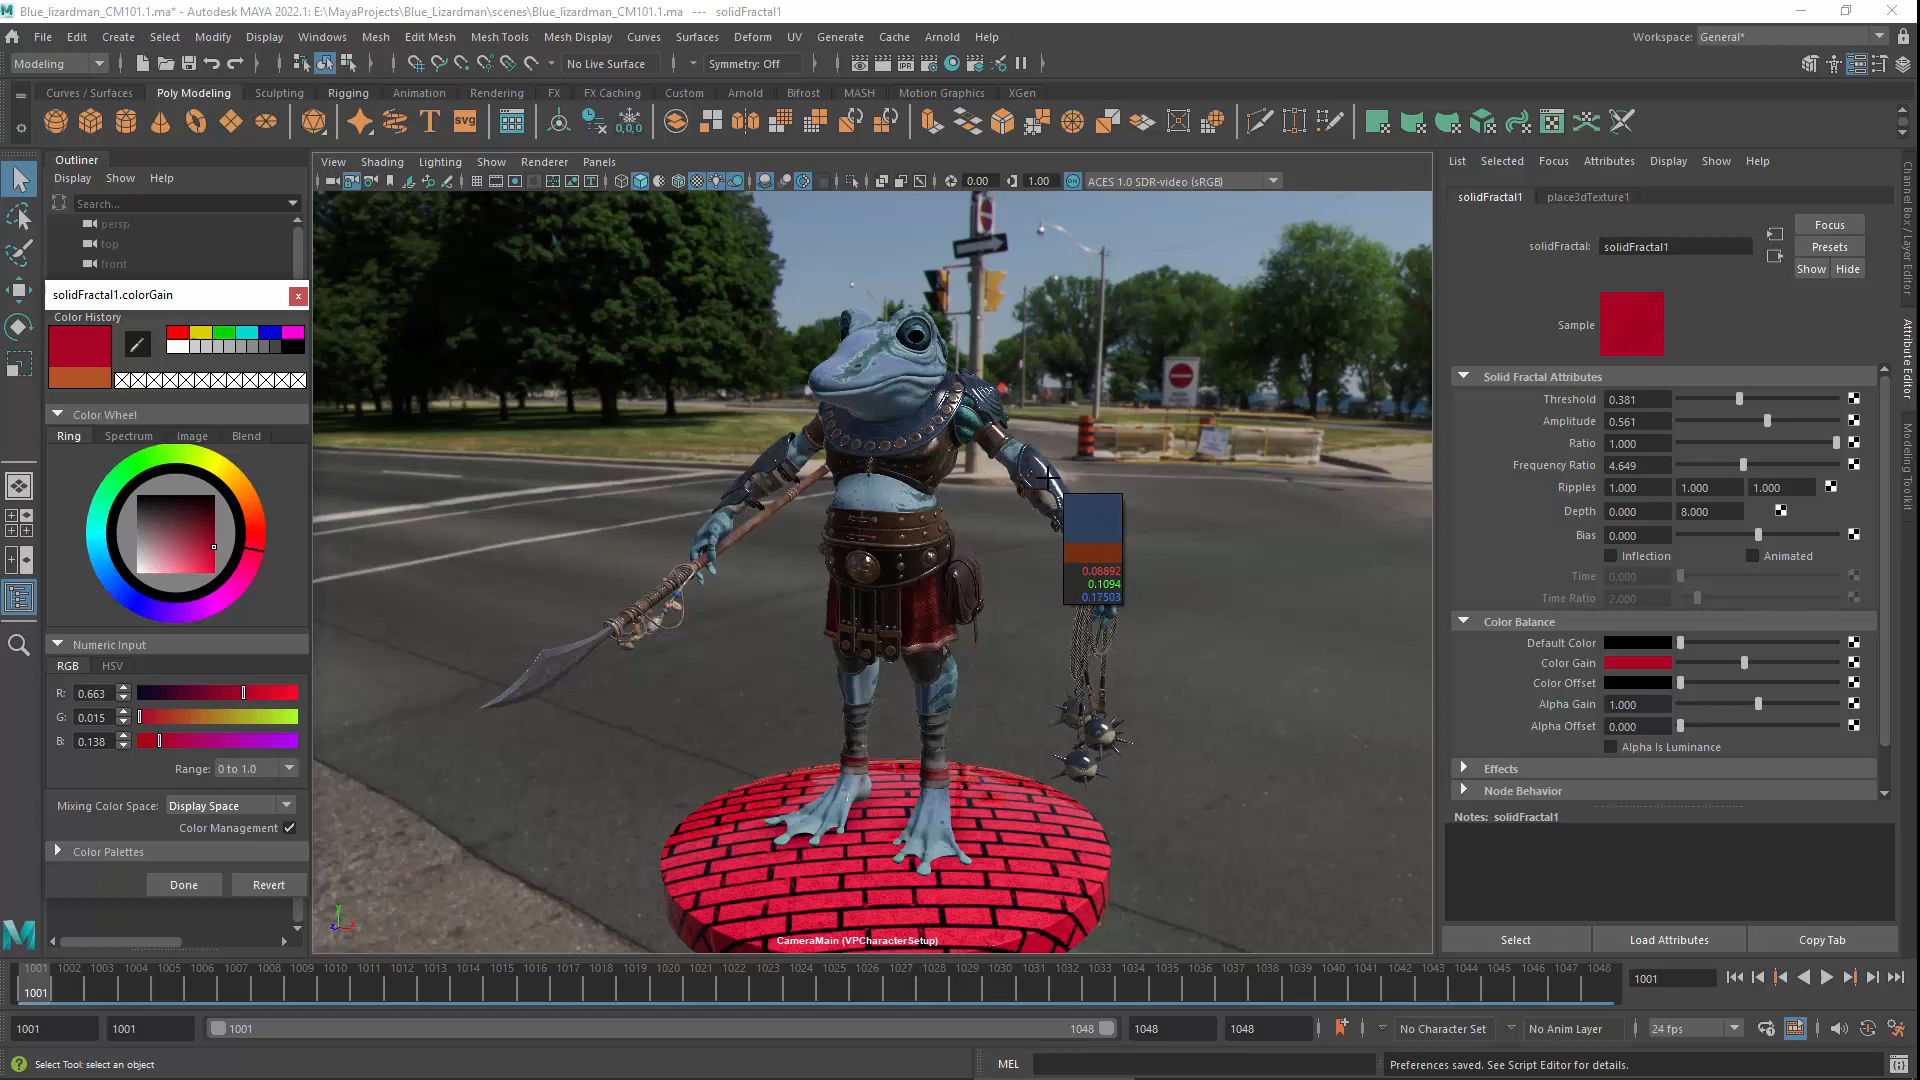 Blue_lizardman_CM101.1.ma* - Autodesk MAYA 2022.1: E:\MayaProjects\Blue_Lizardman\scenes\Blue_lizardman_CM101.1.ma --- solidFractal1
File Edit Create Select Modify Display Windows Mesh Edit Mesh Mesh Tools Mesh Display Curves Surfaces Deform UV Generate Cache Arnold Help
Workspace: General*
Modeling
No Live Surface
Symmetry: Off
IPR
Curves / Surfaces Poly Modeling Sculpting Rigging Animation Rendering FX FX Caching Custom Arnold Bifrost MASH Motion Graphics XGen
T
svg
0,0,0
Outliner
Display Show Help
Search...
persp
top
front
solidFractal1.colorGain
x
Color History
Color Wheel
Ring Spectrum Image Blend
Numeric Input
RGB HSV
R: 0.663
G: 0.015
B: 0.138
Range: 0 to 1.0
Mixing Color Space: Display Space
Color Management
Color Palettes
Done Revert
View Shading Lighting Show Renderer Panels
0.00
1.00
ACES 1.0 SDR-video (sRGB)
0.08892
0.1094
0.17503
y
z
x
CameraMain (VPCharacterSetup)
List Selected Focus Attributes Display Show Help
solidFractal1 place3dTexture1
solidFractal: solidFractal1
Focus
Presets
Show Hide
Sample
Solid Fractal Attributes
Threshold 0.381
Amplitude 0.561
Ratio 1.000
Frequency Ratio 4.649
Ripples 1.000 1.000 1.000
Depth 0.000 8.000
Bias 0.000
Inflection Animated
Time 0.000
Time Ratio 2.000
Color Balance
Default Color
Color Gain
Color Offset
Alpha Gain 1.000
Alpha Offset 0.000
Alpha Is Luminance
Effects
Node Behavior
Notes: solidFractal1
Select Load Attributes Copy Tab
Channel Box / Layer Editor
Attribute Editor
Modeling Toolkit
1001 1002 1003 1004 1005 1006 1007 1008 1009 1010 1011 1012 1013 1014 1015 1016 1017 1018 1019 1020 1021 1022 1023 1024 1025 1026 1027 1028 1029 1030 1031 1032 1033 1034 1035 1036 1037 1038 1039 1040 1041 1042 1043 1044 1045 1046 1047 1048
1001
1001
1001
1001
1001
1048
1048
1048
No Character Set
No Anim Layer
24 fps
Select Tool: select an object
MEL
Preferences saved. See Script Editor for details.